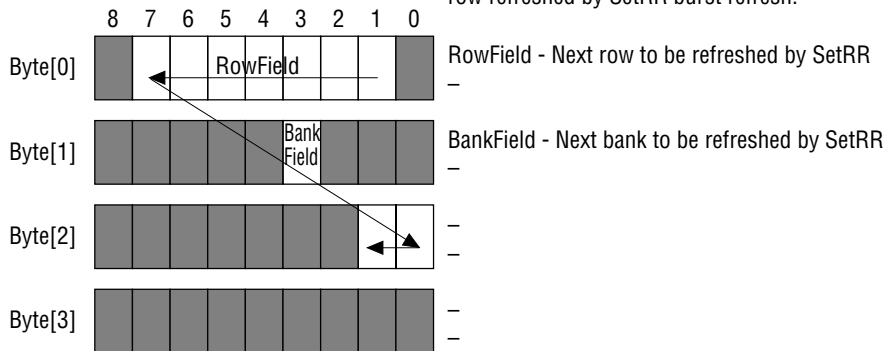 row refreshed by SetRR burst refresh.
8 7 6 5 4 3 2 1 0
Byte[0]
RowField
RowField - Next row to be refreshed by SetRR
–
Byte[1]
Bank
Field
BankField - Next bank to be refreshed by SetRR
–
Byte[2]
–
–
Byte[3]
–
–